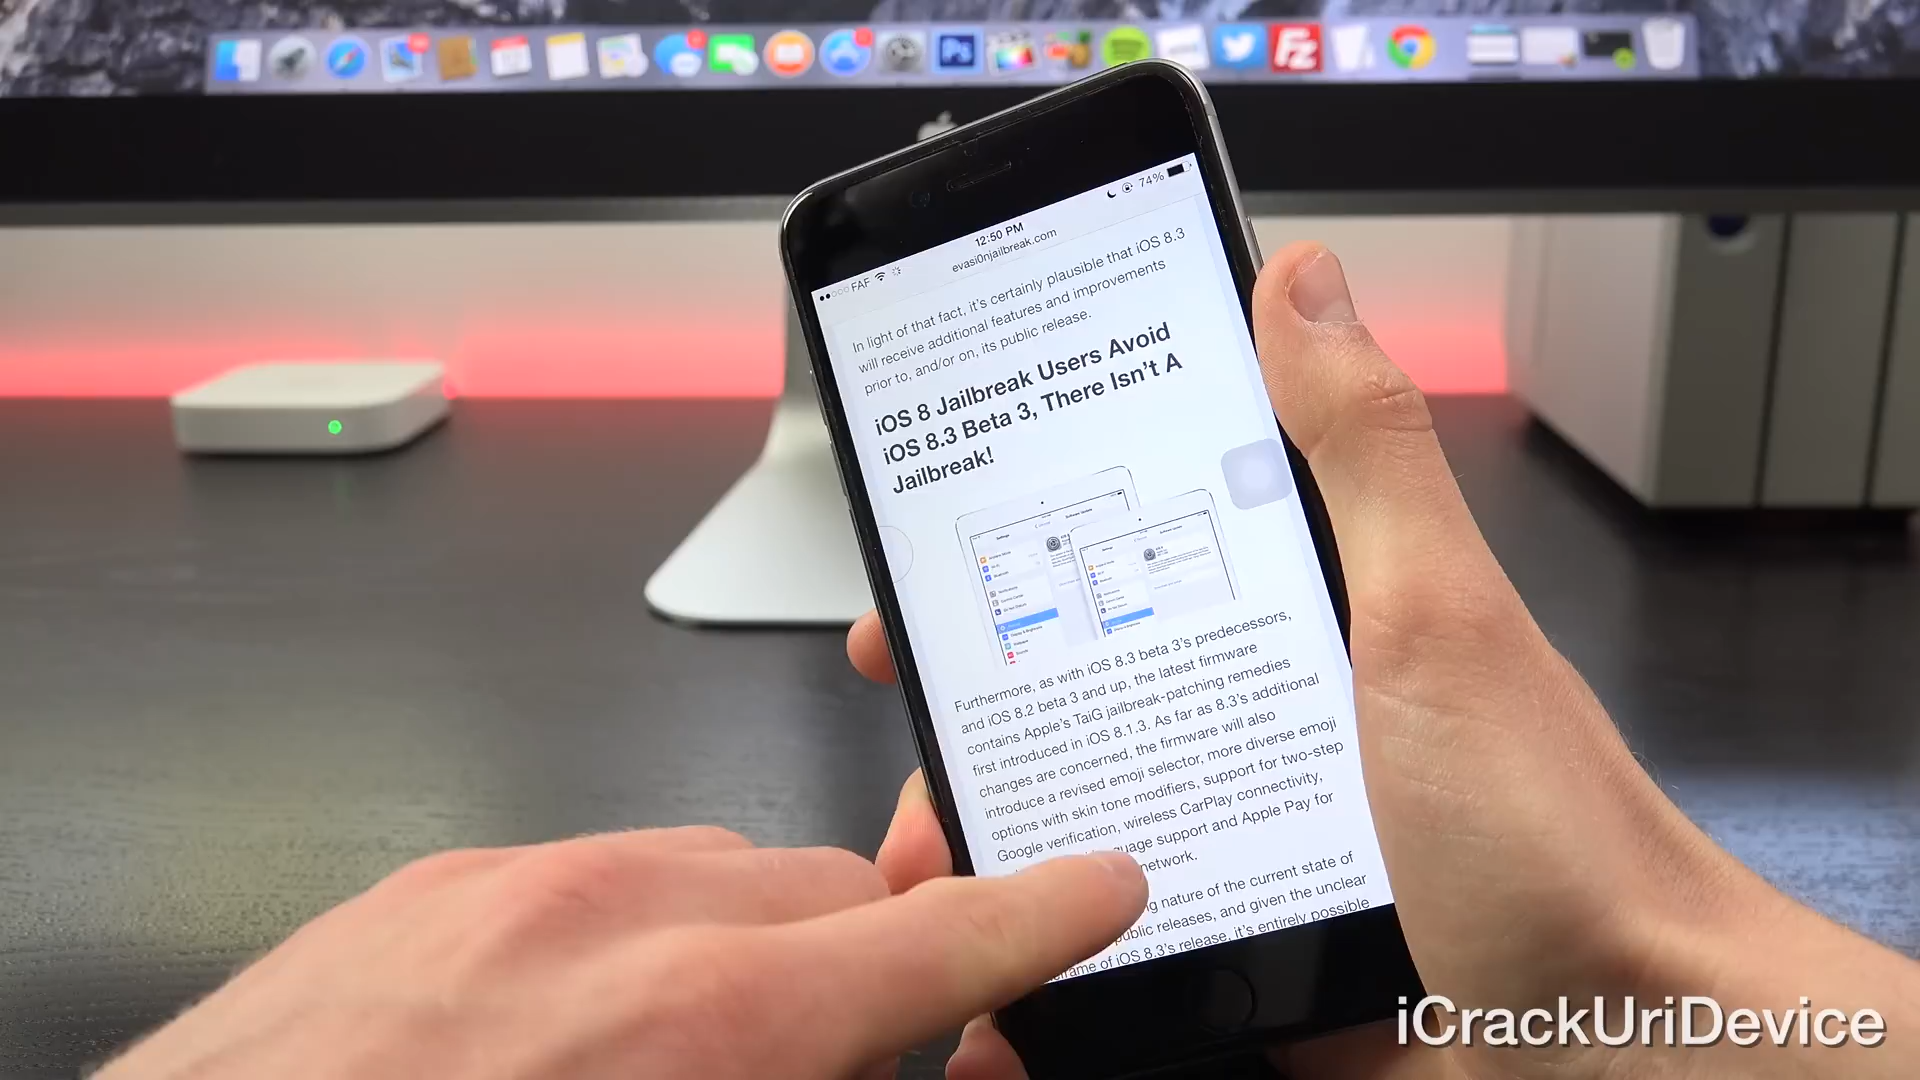 Ps
Fz
FAF
12:50 PM
74%
evasi0njailbreak.com
In light of that fact, it's certainly plausible that iOS 8.3
will receive additional features and improvements
prior to, and/or on, its public release.
iOS 8 Jailbreak Users Avoid
iOS 8.3 Beta 3, There Isn't A
Jailbreak!
Settings
Software Update
Furthermore, as with iOS 8.3 beta 3's predecessors,
and iOS 8.2 beta 3 and up, the latest firmware
contains Apple's TaiG jailbreak-patching remedies
first introduced in iOS 8.1.3. As far as 8.3's additional
changes are concerned, the firmware will also
introduce a revised emoji selector, more diverse emoji
options with skin tone modifiers, support for two-step
Google verification, wireless CarPlay connectivity,
support and Apple Pay for
network.
nature of the current state of
public releases, and given the unclear
of iOS 8.3's release, it's entirely possible
iCrackUriDevice